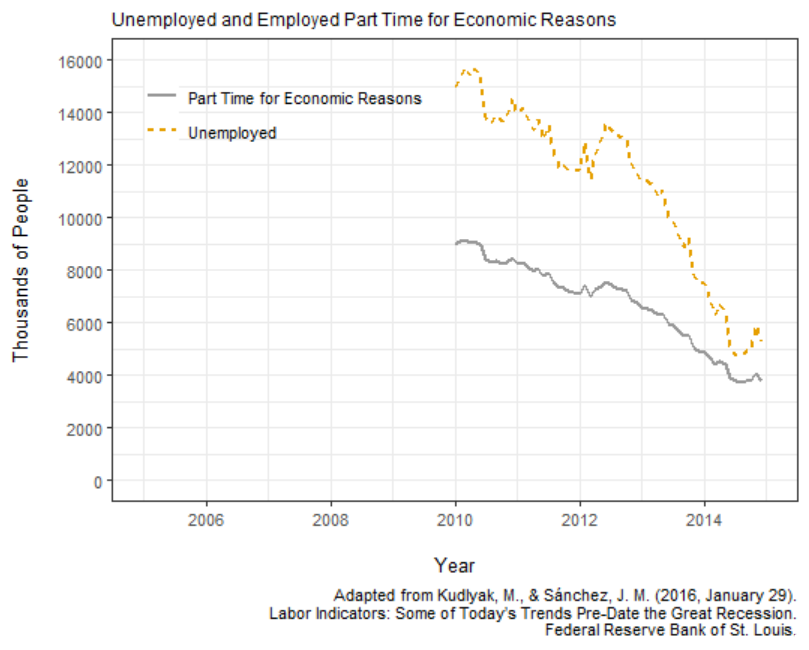 Unemployed and Employed Part Time for Economic Reasons
16000
14000
12000
10000
8000
6000
4000
2000
0
Thousands of People
Part Time for Economic Reasons
Unemployed
2006 2008 2010 2012 2014
Year
Adapted from Kudlyak, M., & Sánchez, J. M. (2016, January 29).
Labor Indicators: Some of Today's Trends Pre-Date the Great Recession.
Federal Reserve Bank of St. Louis.